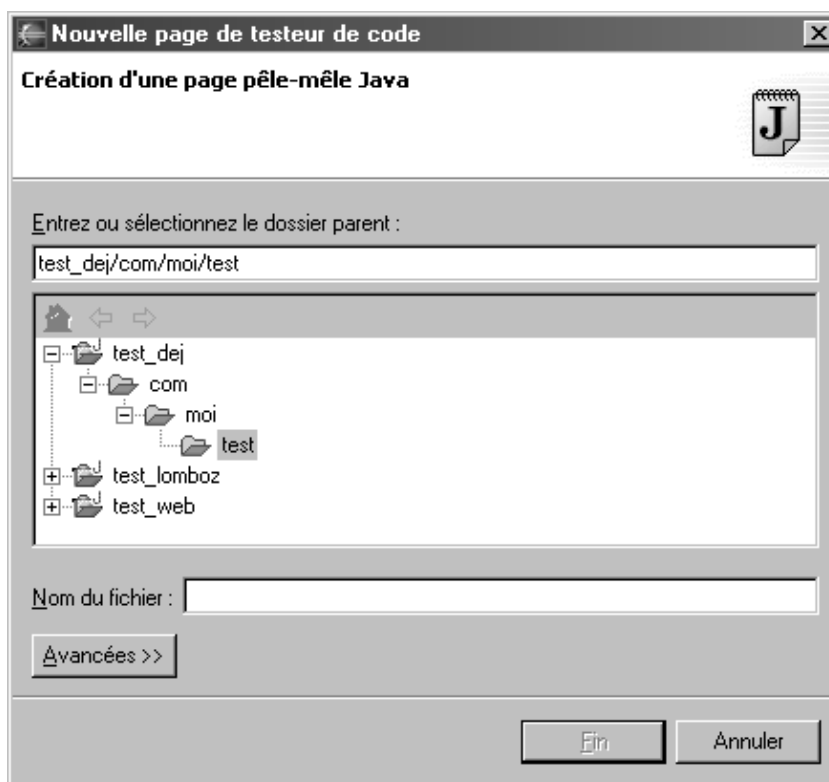 Nouvelle page de testeur de code
Création d'une page pêle-mêle Java
J
Entrez ou sélectionnez le dossier parent :
test_dej/com/moi/test
test_dej
com
moi
test
test_lomboz
test_web
Nom du fichier :
Avancées >>
Fin Annuler